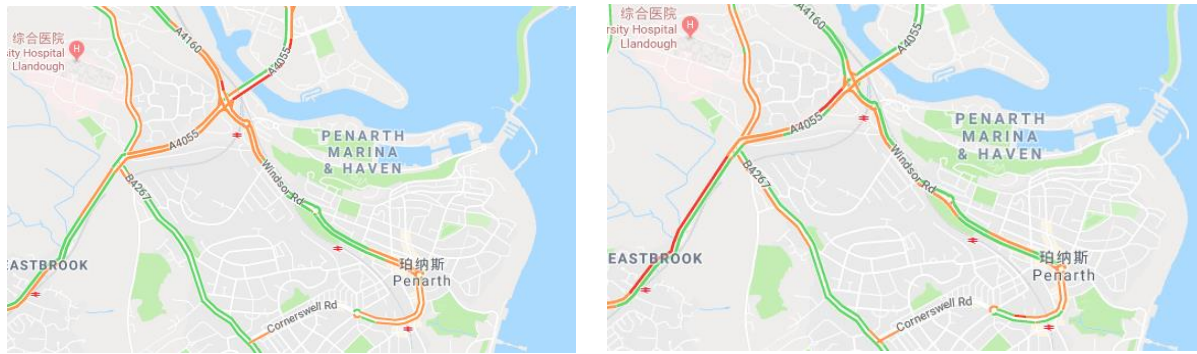 综合医院
sity Hospital
Llandough
H
A4160
A4055
A4055
B4267
PENARTH
MARINA
& HAVEN
Windsor Rd
EASTBROOK
珀纳斯
Penarth
Cornerswell Rd
综合医院
rsity Hospital
Llandough
H
A4160
A4055
A4055
B4267
PENARTH
MARINA
& HAVEN
Windsor Rd
EASTBROOK
珀纳斯
Penarth
Cornerswell Rd